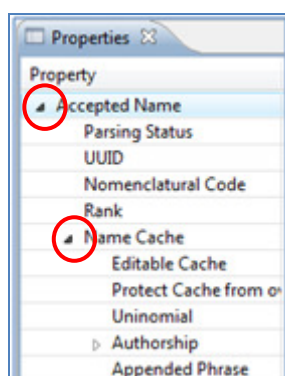 Properties
Property
Accepted Name
Parsing Status
UUID
Nomenclatural Code
Rank
Name Cache
Editable Cache
Protect Cache from
Uninomial
Authorship
Appended Phrase